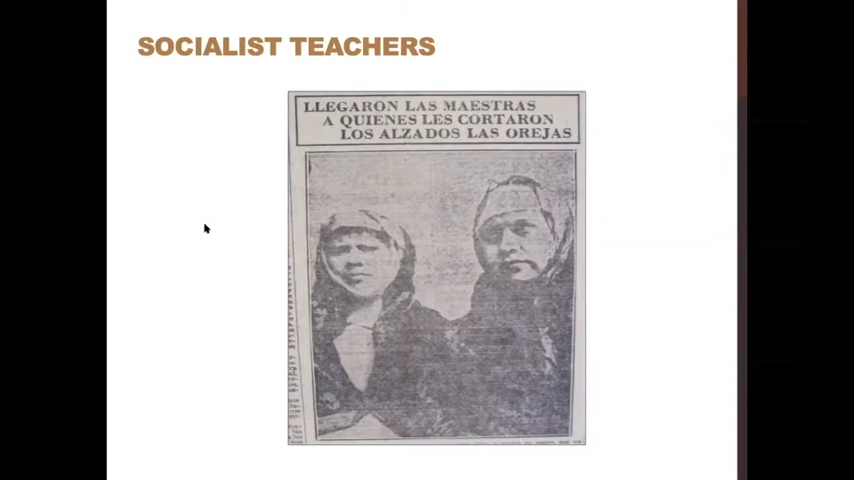 SOCIALIST TEACHERS
LLEGARON LAS MAESTRAS
A QUIENES LES CORTARON
LOS ALZADOS LAS OREJAS